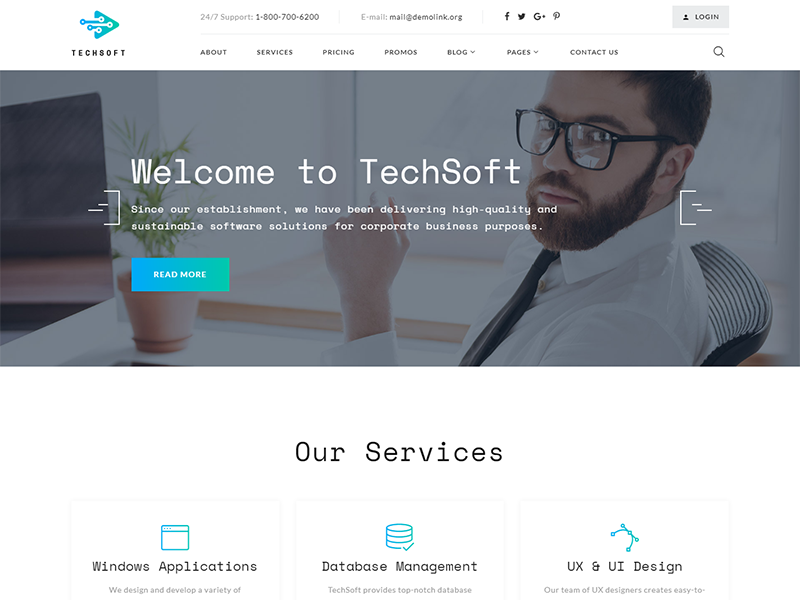 24/7 Support: 1-800-700-6200
E-mail: mail@demolink.org
LOGIN
TECHSOFT
ABOUT SERVICES PRICING PROMOS BLOG PAGES CONTACT US
Welcome to TechSoft
Since our establishment, we have been delivering high-quality and
sustainable software solutions for corporate business purposes.
READ MORE
Our Services
Windows Applications
We design and develop a variety of
Database Management
TechSoft provides top-notch database
UX & UI Design
Our team of UX designers creates easy-to-